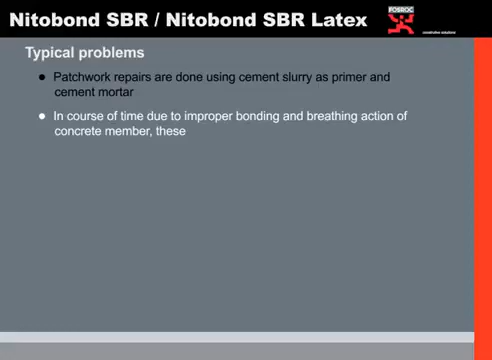 Nitobond SBR / Nitobond SBR Latex
FOSROC
constructive solutions
Typical problems
Patchwork repairs are done using cement slurry as primer and
cement mortar
In course of time due to improper bonding and breathing action of
concrete member, these